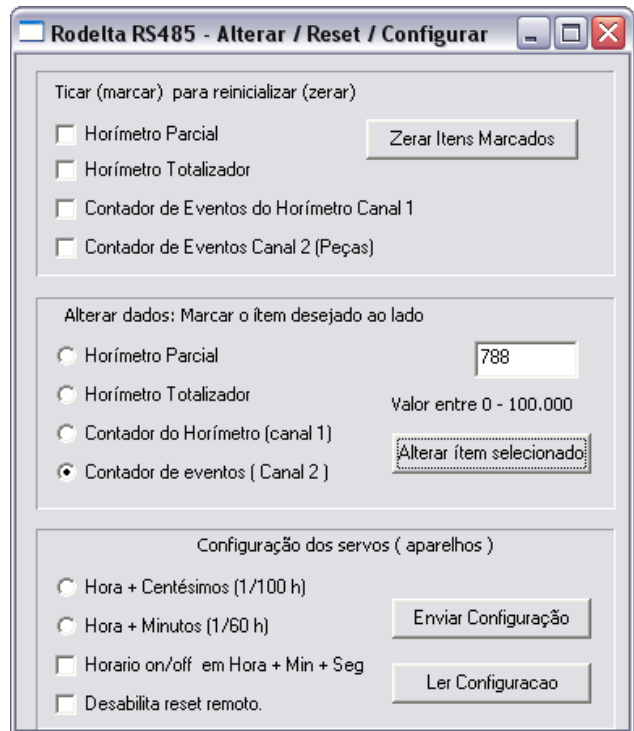 Rodelta RS485 - Alterar / Reset / Configurar
Ticar (marcar) para reinicializar (zerar)
Horímetro Parcial
Zerar Itens Marcados
Horímetro Totalizador
Contador de Eventos do Horímetro Canal 1
Contador de Eventos Canal 2 (Peças)
Alterar dados: Marcar o ítem desejado ao lado
Horímetro Parcial
788
Horímetro Totalizador
Valor entre 0 - 100.000
Contador do Horímetro (canal 1)
Alterar ítem selecionado
Contador de eventos ( Canal 2 )
Configuração dos servos ( aparelhos )
Hora + Centésimos (1/100 h)
Enviar Configuração
Hora + Minutos (1/60 h)
Horario on/off em Hora + Min + Seg
Ler Configuracao
Desabilita reset remoto.